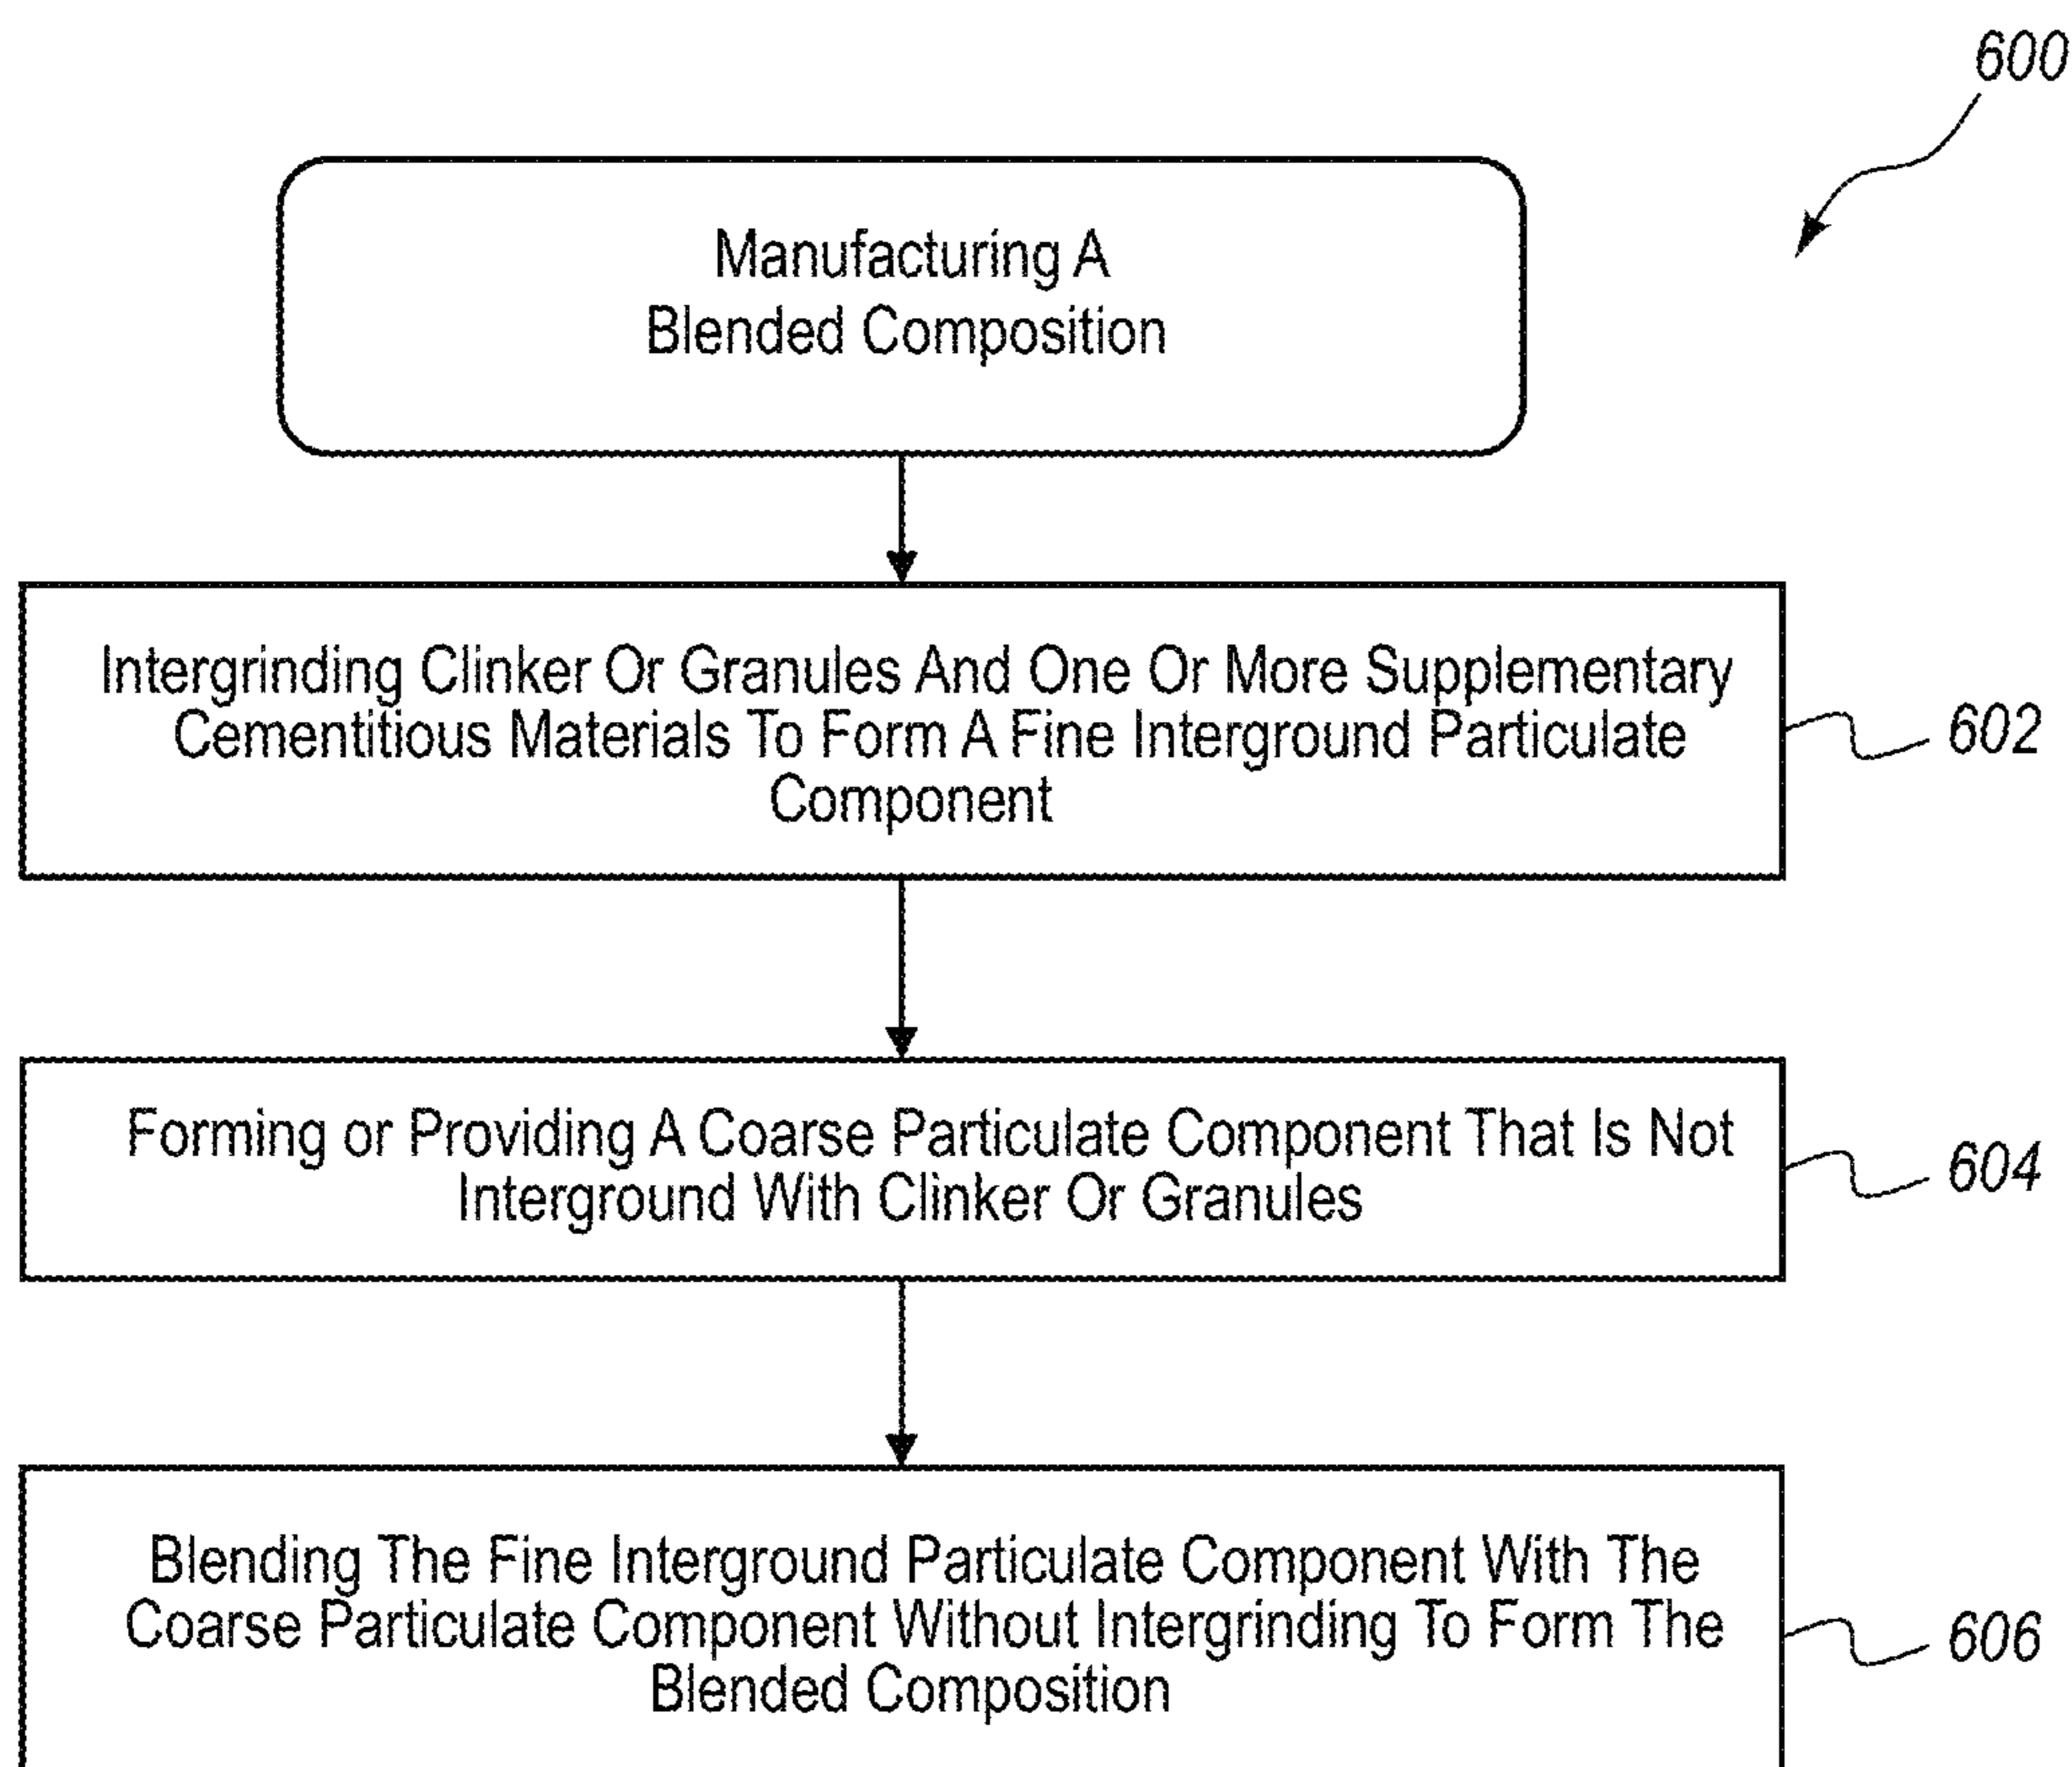 600
Manufacturing A
Blended Composition
Intergrinding Clinker Or Granules And One Or More Supplementary
Cementitious Materials To Form A Fine Interground Particulate
Component
602
Forming or Providing A Coarse Particulate Component That Is Not
Interground With Clinker Or Granules
604
Blending The Fine Interground Particulate Component With The
Coarse Particulate Component Without Intergrinding To Form The
Blended Composition
606